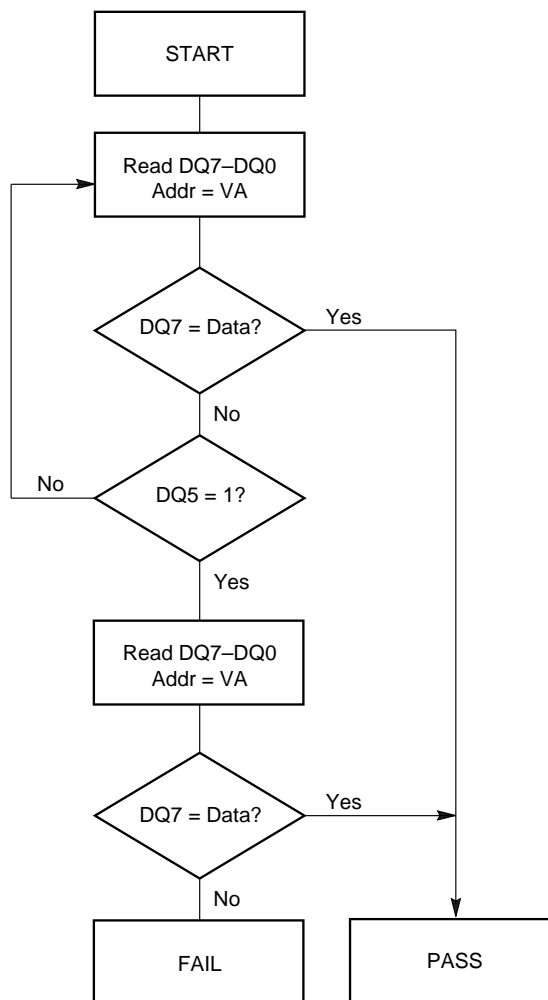 START
Read DQ7–DQ0
Addr = VA
DQ7 = Data?
Yes
No
DQ5 = 1?
No
Yes
Read DQ7–DQ0
Addr = VA
DQ7 = Data?
Yes
No
FAIL
PASS